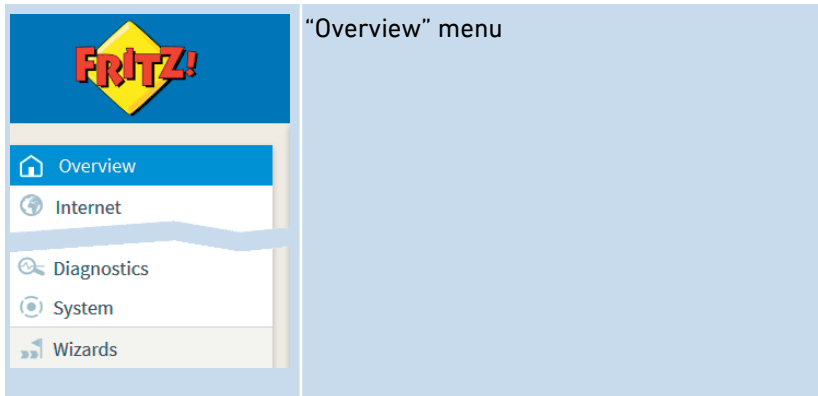 FRITZ!
“Overview” menu
Overview
Internet
Diagnostics
System
Wizards